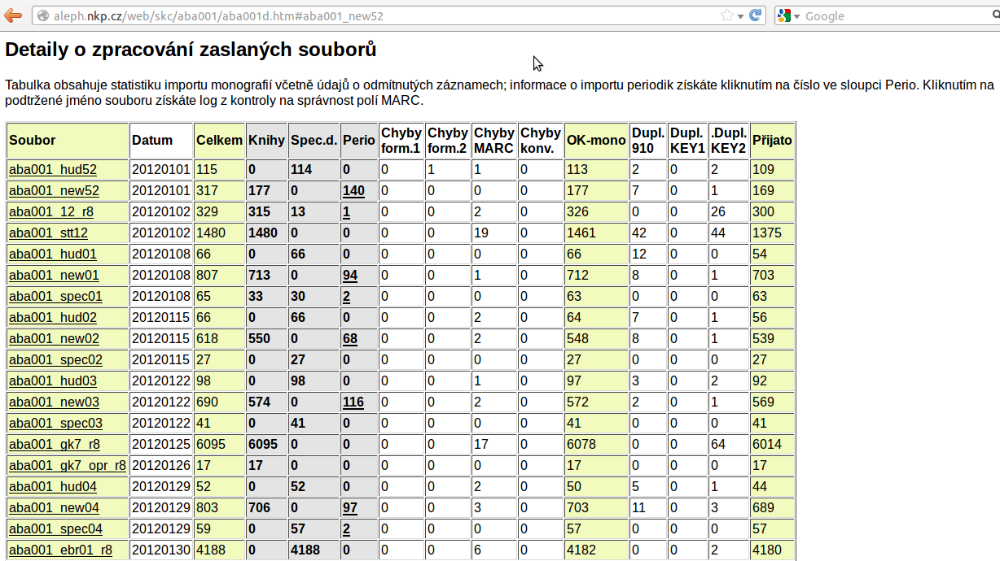 aleph.nkp.cz/web/skc/aba001/aba001d.htm#aba001_new52 Google
Detaily o zpracování zaslaných souborů
Tabulka obsahuje statistiku importu monografií včetně údajů o odmítnutých záznamech; informace o importu periodik získáte kliknutím na číslo ve sloupci Perio. Kliknutím na
podtržené jméno souboru získáte log z kontroly na správnost polí MARC.
Soubor Datum Celkem Knihy Spec.d. Perio Chyby form.1 Chyby form.2 Chyby MARC Chyby konv. OK-mono Dupl. 910 Dupl. KEY1 .Dupl. KEY2 Přijato
aba001_hud52 20120101 115 0 114 0 0 1 1 0 113 2 0 2 109
aba001_new52 20120101 317 177 0 140 0 0 0 0 177 7 0 1 169
aba001_12_r8 20120102 329 315 13 1 0 0 2 0 326 0 0 26 300
aba001_stt12 20120102 1480 1480 0 0 0 0 19 0 1461 42 0 44 1375
aba001_hud01 20120108 66 0 66 0 0 0 0 0 66 12 0 0 54
aba001_new01 20120108 807 713 0 94 0 0 1 0 712 8 0 1 703
aba001_spec01 20120108 65 33 30 2 0 0 0 0 63 0 0 0 63
aba001_hud02 20120115 66 0 66 0 0 0 2 0 64 7 0 1 56
aba001_new02 20120115 618 550 0 68 0 0 2 0 548 8 0 1 539
aba001_spec02 20120115 27 0 27 0 0 0 0 0 27 0 0 0 27
aba001_hud03 20120122 98 0 98 0 0 0 1 0 97 3 0 2 92
aba001_new03 20120122 690 574 0 116 0 0 2 0 572 2 0 1 569
aba001_spec03 20120122 41 0 41 0 0 0 0 0 41 0 0 0 41
aba001_gk7_r8 20120125 6095 6095 0 0 0 0 17 0 6078 0 0 64 6014
aba001_gk7_opr_r8 20120126 17 17 0 0 0 0 0 0 17 0 0 0 17
aba001_hud04 20120129 52 0 52 0 0 0 2 0 50 5 0 1 44
aba001_new04 20120129 803 706 0 97 0 0 3 0 703 11 0 3 689
aba001_spec04 20120129 59 0 57 2 0 0 0 0 57 0 0 0 57
aba001_ebr01_r8 20120130 4188 0 4188 0 0 0 6 0 4182 0 0 2 4180